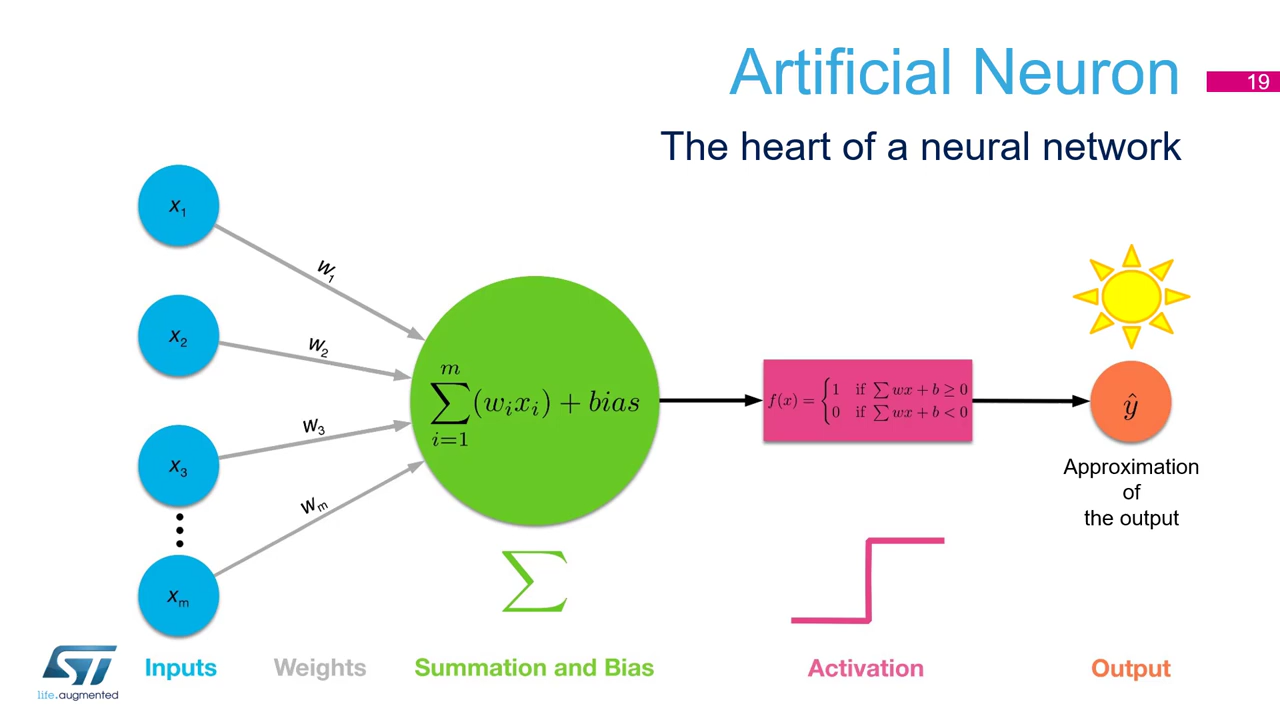 Artificial Neuron
19
The heart of a neural network
x₁
x₂
x₃
xₘ
w₁
w₂
w₃
wₘ
m
∑(wᵢxᵢ) + bias
i=1
f(x) = {1 if ∑ wx + b ≥ 0
0 if ∑ wx + b < 0
ŷ
Approximation
of
the output
∑
ST
life.augmented
Inputs
Weights
Summation and Bias
Activation
Output